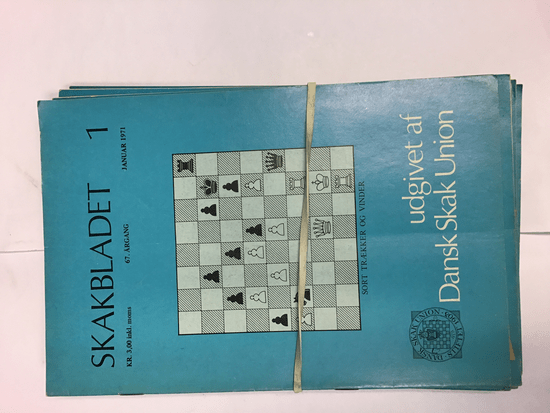 SKAKBLADET 1
KR. 3,00 inkl. moms
67. ÅRGANG
JANUAR 1971
SORT TRÆKKER OG VINDER
udgivet af
Dansk Skak Union